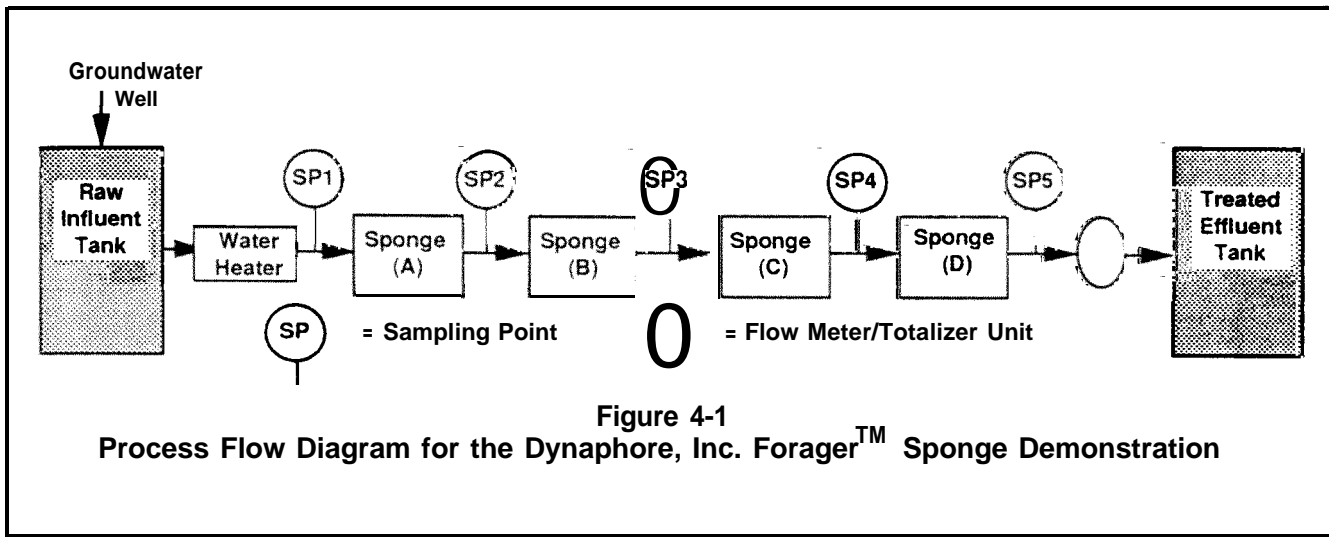 Groundwater
Well
Raw
Influent
Tank
Water
Heater
SP1
Sponge
(A)
SP2
Sponge
(B)
SP3
Sponge
(C)
SP4
Sponge
(D)
SP5
Treated
Effluent
Tank
SP = Sampling Point
0 = Flow Meter/Totalizer Unit
Figure 4-1
Process Flow Diagram for the Dynaphore, Inc. Forager™ Sponge Demonstration